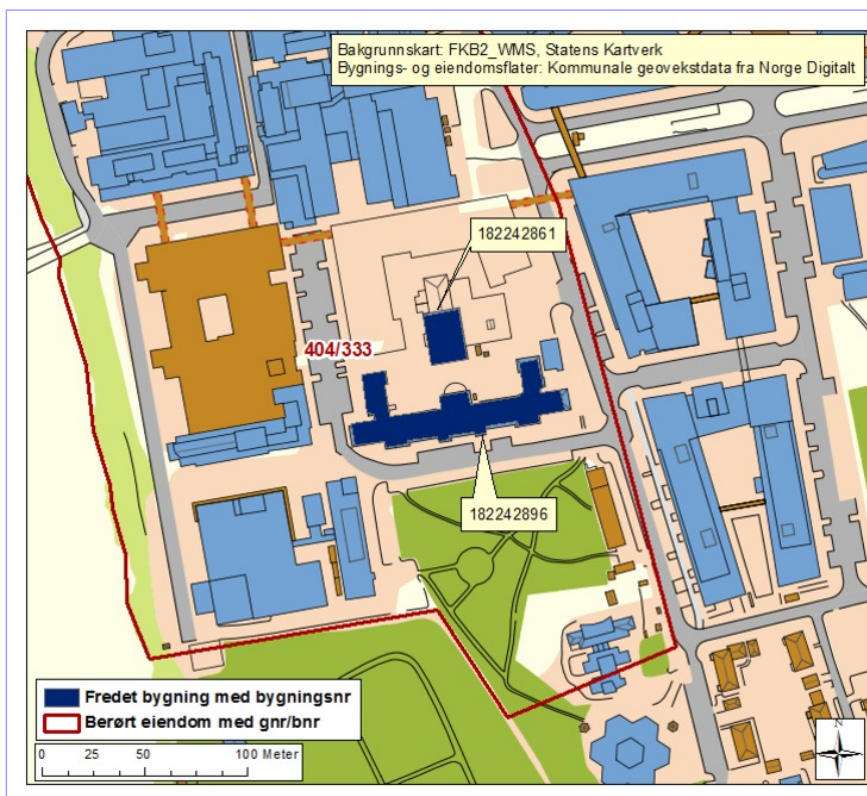 Bakgrunnskart: FKB2_WMS, Statens Kartverk
Bygnings- og eiendomsflater: Kommunale geovekstdata fra Norge Digitalt
182242861
404/333
182242896
Fredet bygning med bygningsnr
Berørt eiendom med gnr/bnr
0 25 50 100 Meter
N